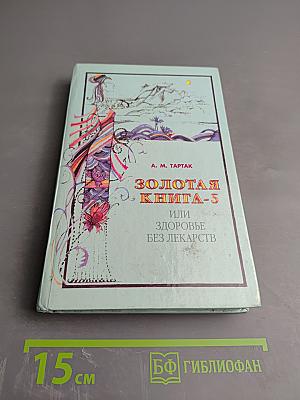 А. М. ТАРТАК
ЗОЛОТАЯ
КНИГА-5
ИЛИ
ЗДОРОВЬЕ
БЕЗ ЛЕКАРСТВ
15 см
БФ ГИБЛИОФАН